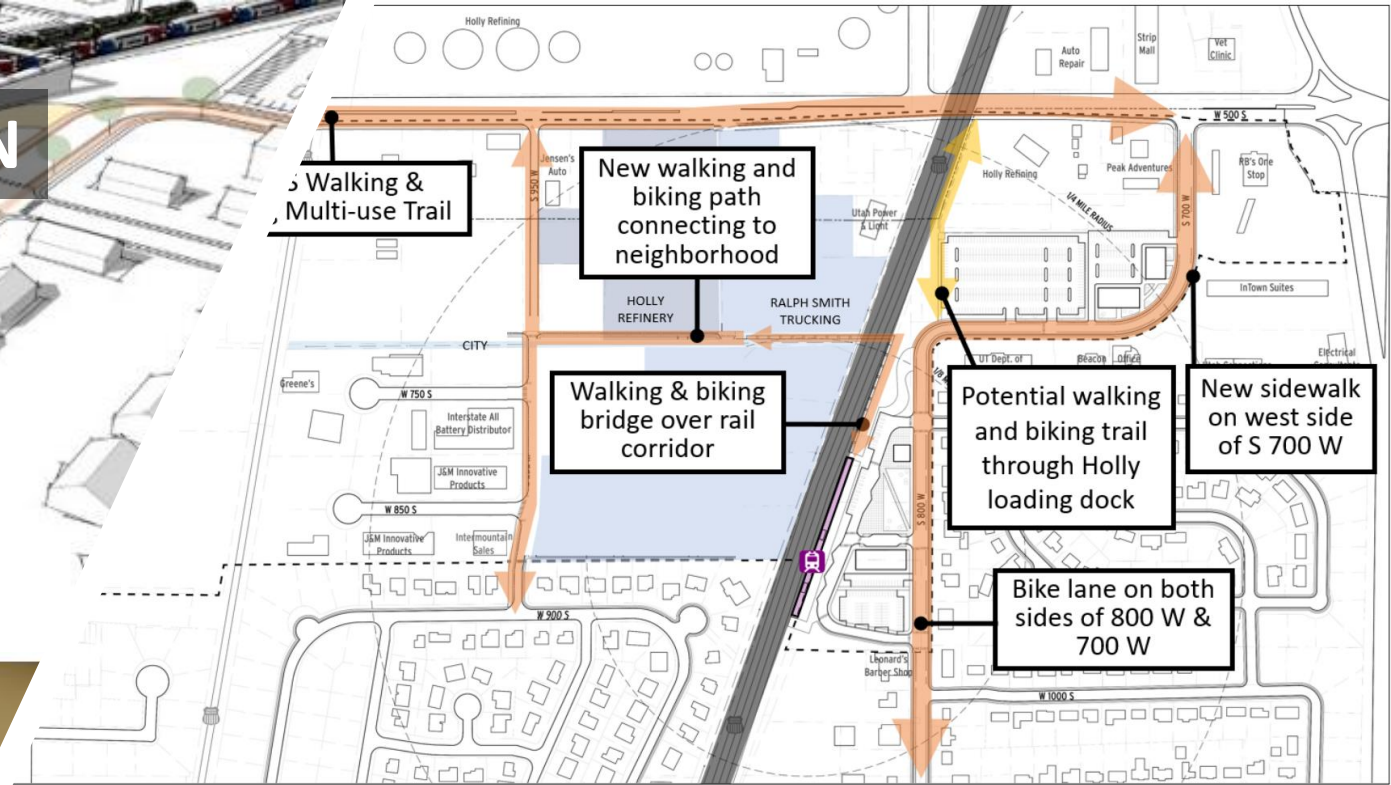 N
Holly Refining
Auto
Repair
Strip
Mall
Vet
Clinic
W 500 S
Jensen's
Auto
W 950 S
Walking &
Multi-use Trail
New walking and
biking path
connecting to
neighborhood
Utah Power
& Light
Holly Refining
Peak Adventures
RB's One
Stop
1/4 MILE RADIUS
S 700 W
InTown Suites
HOLLY
REFINERY
RALPH SMITH
TRUCKING
CITY
UT Dept. of
Beacon
Office
Electrical
Greene's
W 750 S
Interstate All
Battery Distributor
J&M Innovative
Products
W 850 S
J&M Innovative
Products
Intermountain
Sales
Walking & biking
bridge over rail
corridor
Potential walking
and biking trail
through Holly
loading dock
New sidewalk
on west side
of S 700 W
S 800 W
W 900 S
Bike lane on both
sides of 800 W &
700 W
Leonard's
Barber Shop
W 1000 S